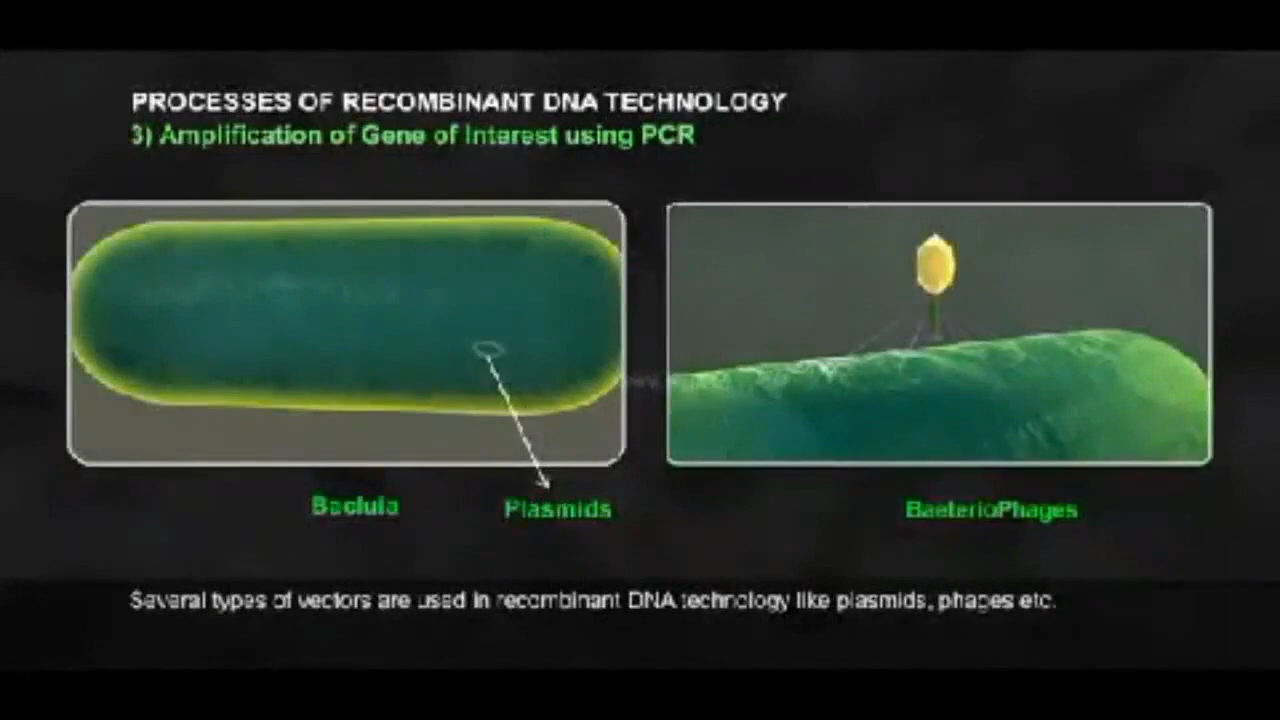 PROCESSES OF RECOMBINANT DNA TECHNOLOGY
3) Amplification of Gene of Interest using PCR
Baclula
Plasmids
BaeterioPhages
Several types of vectors are used in recombinant DNA technology like plasmids, phages etc.